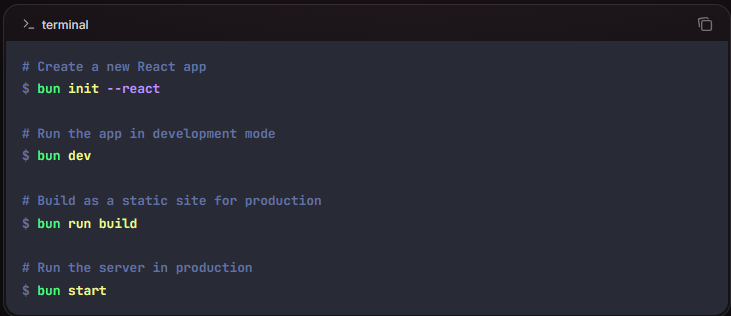 terminal
# Create a new React app
$ bun init --react
# Run the app in development mode
$ bun dev
# Build as a static site for production
$ bun run build
# Run the server in production
$ bun start